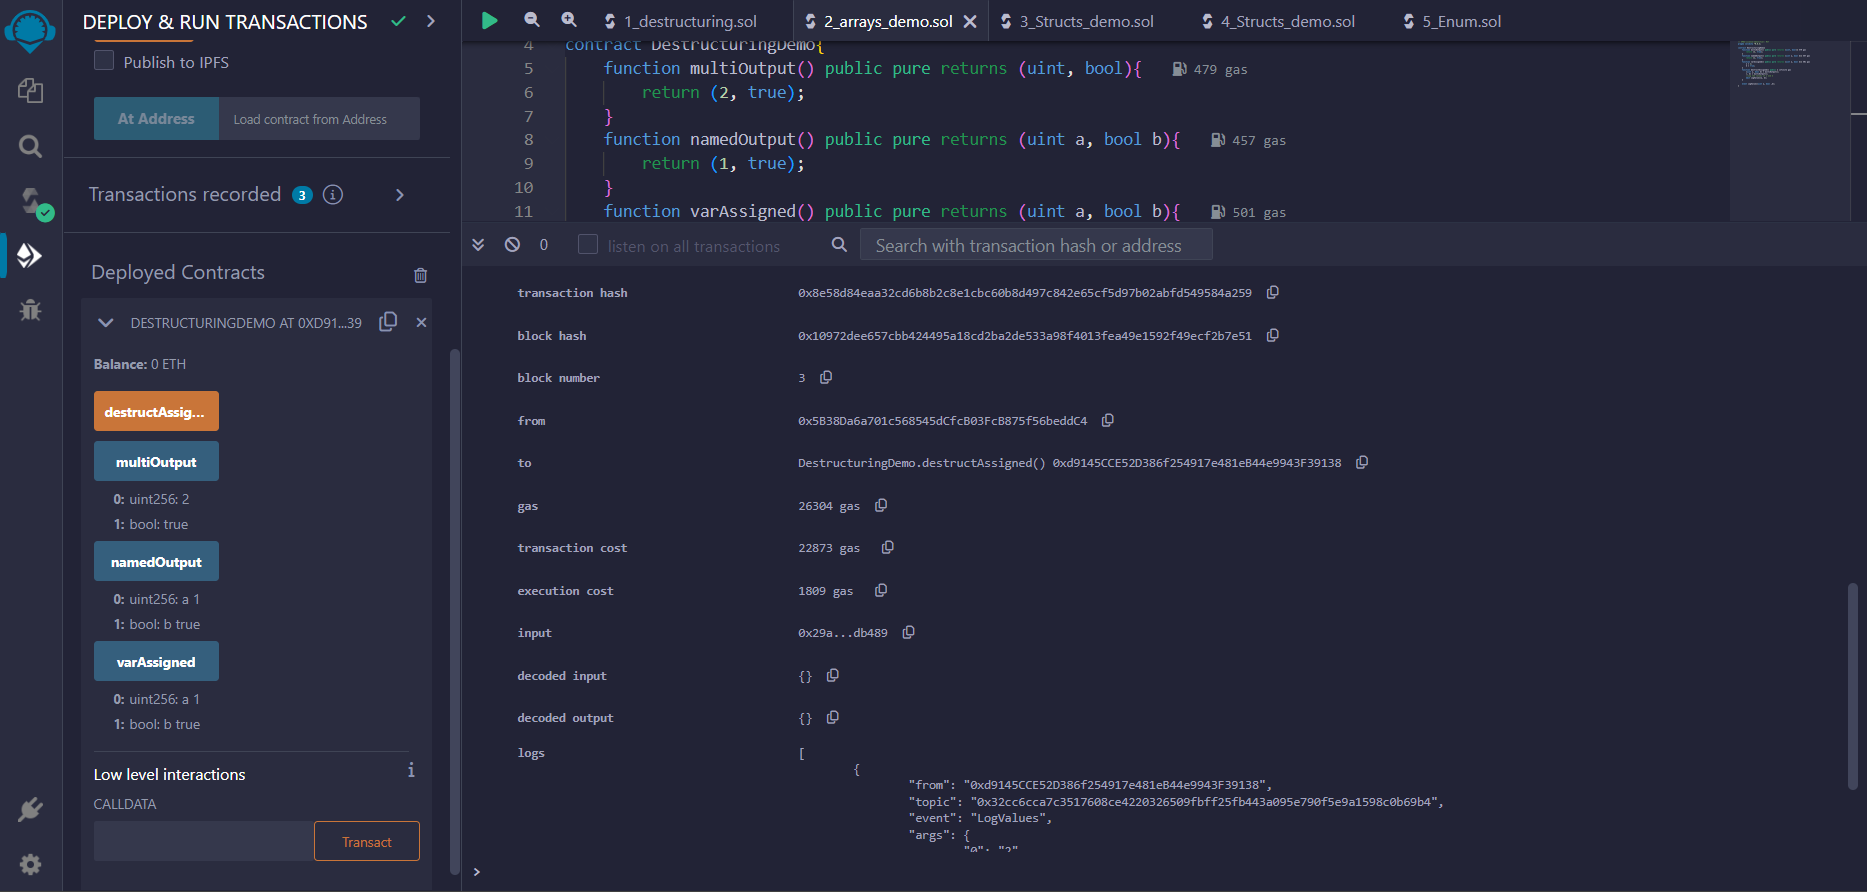 DEPLOY & RUN TRANSACTIONS
Publish to IPFS
At Address
Load contract from Address
Transactions recorded 3 i
Deployed Contracts
DESTRUCTURINGDEMO AT 0XD91...39
Balance: 0 ETH
destructAssig...
multiOutput
0: uint256: 2
1: bool: true
namedOutput
0: uint256: a 1
1: bool: b true
varAssigned
0: uint256: a 1
1: bool: b true
Low level interactions i
CALLDATA
Transact
1_destructuring.sol
2_arrays_demo.sol
3_Structs_demo.sol
4_Structs_demo.sol
5_Enum.sol
4 contract DestructuringDemo{
5 function multiOutput() public pure returns (uint, bool){ 479 gas
6 return (2, true);
7 }
8 function namedOutput() public pure returns (uint a, bool b){ 457 gas
9 return (1, true);
10 }
11 function varAssigned() public pure returns (uint a, bool b){ 501 gas
0
listen on all transactions
Search with transaction hash or address
transaction hash 0x8e58d84eaa32cd6b8b2c8e1cbc60b8d497c842e65cf5d97b02abfd549584a259
block hash 0x10972dee657cbb424495a18cd2ba2de533a98f4013fea49e1592f49ecf2b7e51
block number 3
from 0x5B38Da6a701c568545dCfcB03FcB875f56beddC4
to DestructuringDemo.destructAssigned() 0xd9145CCE52D386f254917e481eB44e9943F39138
gas 26304 gas
transaction cost 22873 gas
execution cost 1809 gas
input 0x29a...db489
decoded input {}
decoded output {}
logs [
{
"from": "0xd9145CCE52D386f254917e481eB44e9943F39138",
"topic": "0x32cc6cca7c3517608ce4220326509fbff25fb443a095e790f5e9a1598c0b69b4",
"event": "LogValues",
"args": {
"0": "2"
>